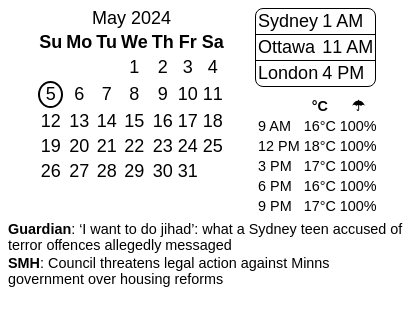 May 2024
Su Mo Tu We Th Fr Sa
1 2 3 4
5 6 7 8 9 10 11
12 13 14 15 16 17 18
19 20 21 22 23 24 25
26 27 28 29 30 31
Sydney 1 AM
Ottawa 11 AM
London 4 PM
°C ☂
9 AM 16°C 100%
12 PM 18°C 100%
3 PM 17°C 100%
6 PM 16°C 100%
9 PM 17°C 100%
Guardian: ‘I want to do jihad’: what a Sydney teen accused of
terror offences allegedly messaged
SMH: Council threatens legal action against Minns
government over housing reforms